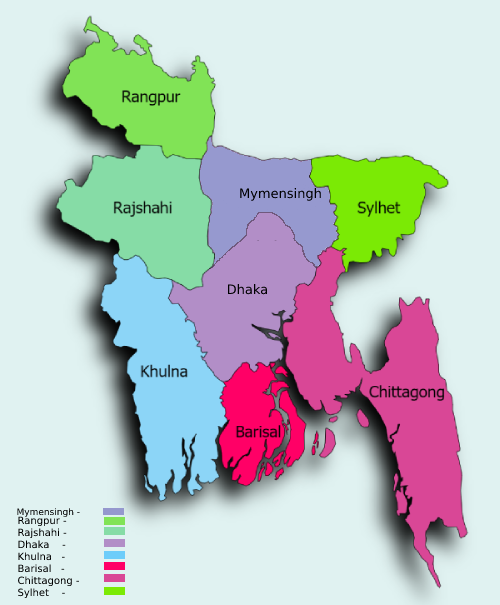 Rangpur
Mymensingh
Rajshahi
Sylhet
Dhaka
Khulna
Chittagong
Barisal
Mymensingh -
Rangpur -
Rajshahi -
Dhaka -
Khulna -
Barisal -
Chittagong -
Sylhet -